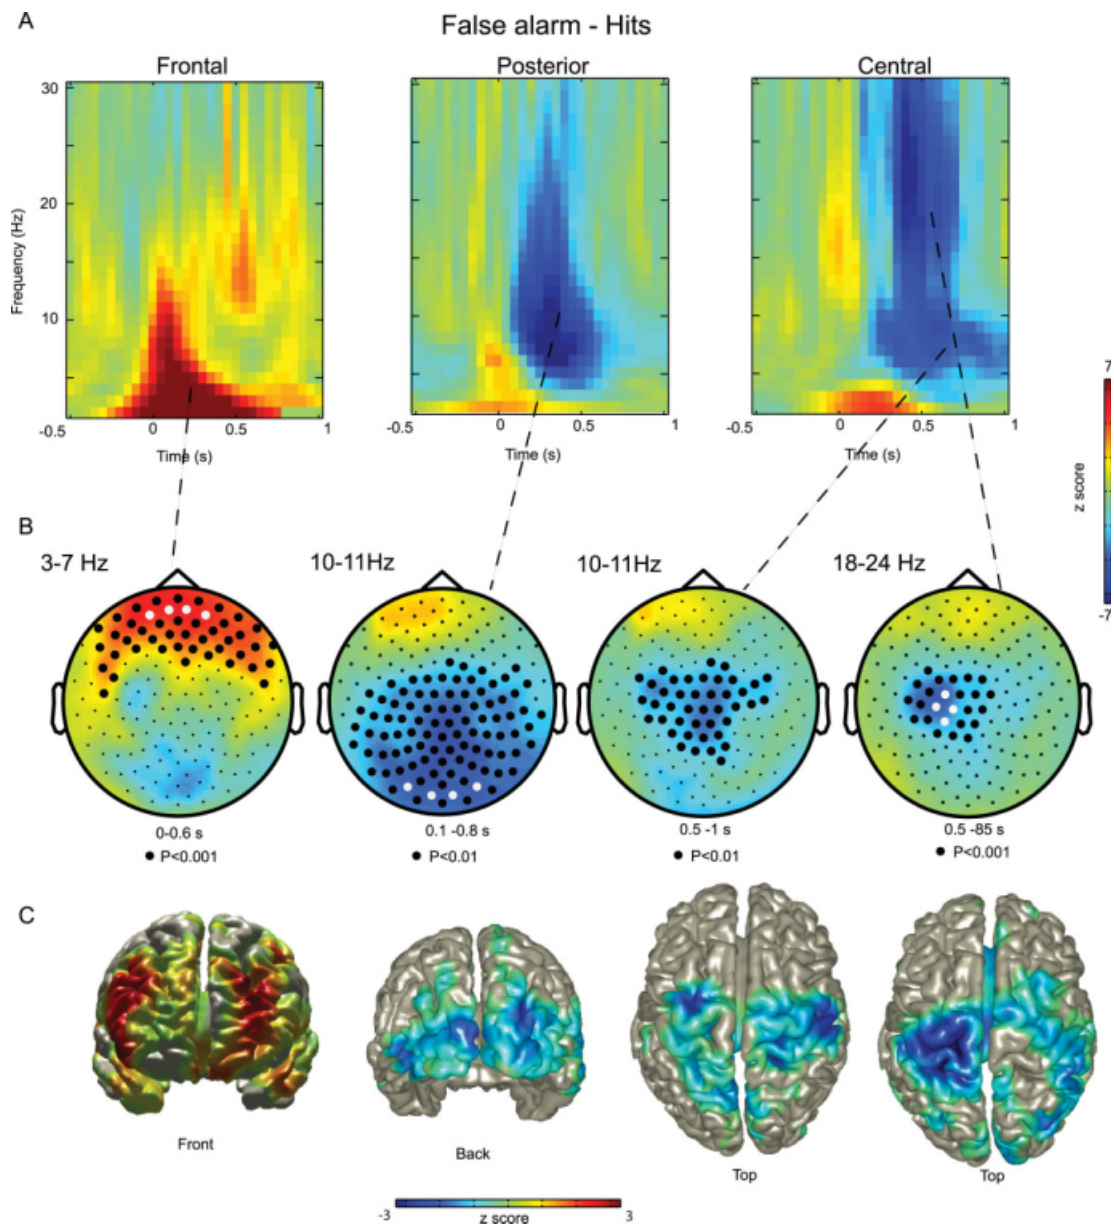 A
False alarm - Hits
Frontal
Posterior
Central
30
20
10
Frequency (Hz)
-0.5
0
0.5
1
Time (s)
-0.5
0
0.5
1
Time (s)
-0.5
0
0.5
1
Time (s)
7
z score
-7
B
3-7 Hz
10-11Hz
10-11Hz
18-24 Hz
0-0.6 s
0.1 -0.8 s
0.5 -1 s
0.5 -85 s
P<0.001
P<0.01
P<0.01
P<0.001
C
Front
Back
Top
Top
-3
z score
3